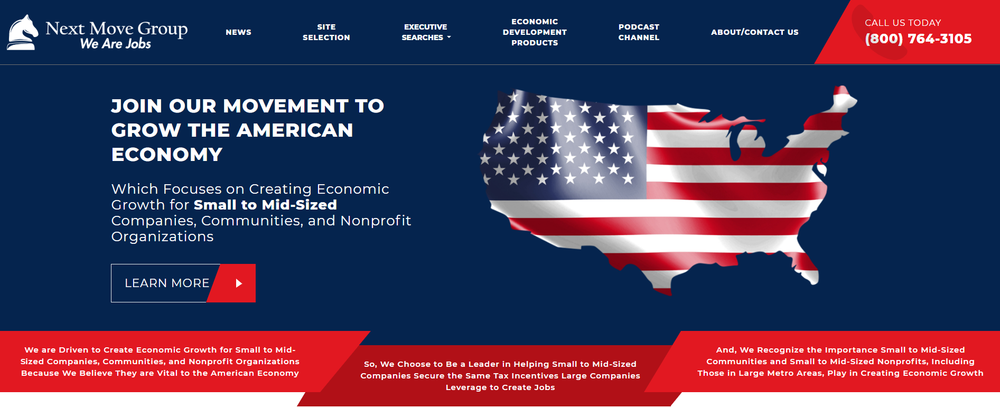 Next Move Group
We Are Jobs
NEWS
SITE
SELECTION
EXECUTIVE
SEARCHES
ECONOMIC
DEVELOPMENT
PRODUCTS
PODCAST
CHANNEL
ABOUT/CONTACT US
CALL US TODAY
(800) 764-3105
JOIN OUR MOVEMENT TO
GROW THE AMERICAN
ECONOMY
Which Focuses on Creating Economic
Growth for Small to Mid-Sized
Companies, Communities, and Nonprofit
Organizations
LEARN MORE
We are Driven to Create Economic Growth for Small to Mid-
Sized Companies, Communities, and Nonprofit Organizations
Because We Believe They are Vital to the American Economy
So, We Choose to Be a Leader in Helping Small to Mid-Sized
Companies Secure the Same Tax Incentives Large Companies
Leverage to Create Jobs
And, We Recognize the Importance Small to Mid-Sized
Communities and Small to Mid-Sized Nonprofits, Including
Those in Large Metro Areas, Play in Creating Economic Growth